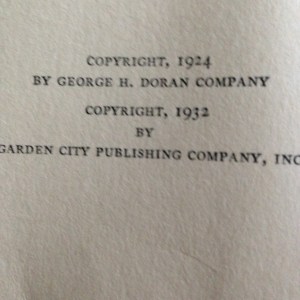 COPYRIGHT, 1924
BY GEORGE H. DORAN COMPANY
COPYRIGHT, 1932
BY
GARDEN CITY PUBLISHING COMPANY, INC